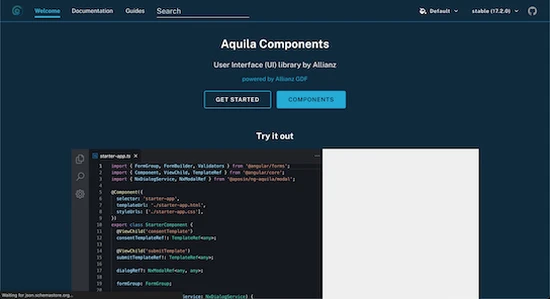 Welcome Documentation Guides Search Default stable (17.2.0)
Aquila Components
User Interface (UI) library by Allianz
powered by Allianz GDF
GET STARTED COMPONENTS
Try it out
starter-app.ts
1 import { FormGroup, FormBuilder, Validators } from '@angular/forms';
2 import { Component, ViewChild, TemplateRef } from '@angular/core';
3 import { NxDialogService, NxModalRef } from '@aposin/ng-aquila/modal';
4
5 @Component({
6 selector: 'starter-app',
7 templateUrl: './starter-app.html',
8 styleUrls: ['./starter-app.css'],
9 })
10 export class StarterComponent {
11 @ViewChild('consentTemplate')
12 consentTemplateRef!: TemplateRef<any>;
13
14 @ViewChild('submitTemplate')
15 submitTemplateRef!: TemplateRef<any>;
16
17 dialogRef?: NxModalRef<any, any>;
18
19 formGroup: FormGroup;
Service: NxDialogService) {
Waiting for json.schemastore.org...